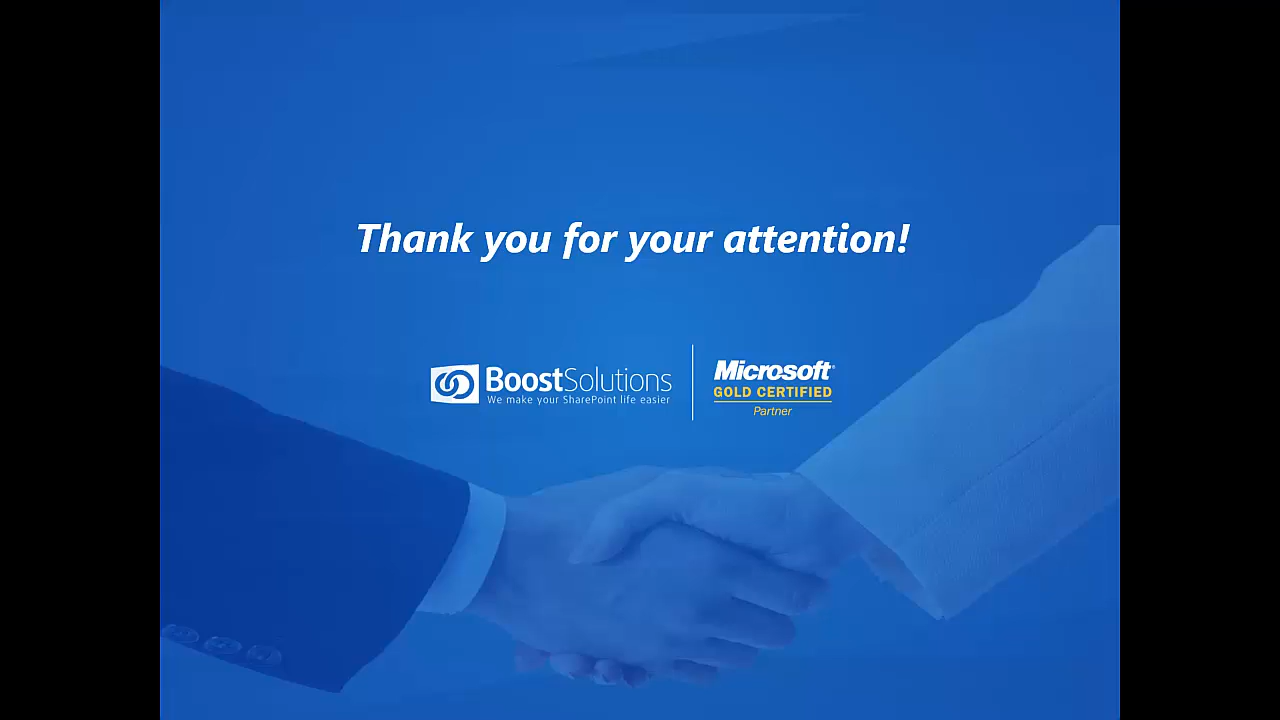 Thank you for your attention!
BoostSolutions
We make your SharePoint life easier
Microsoft®
GOLD CERTIFIED
Partner